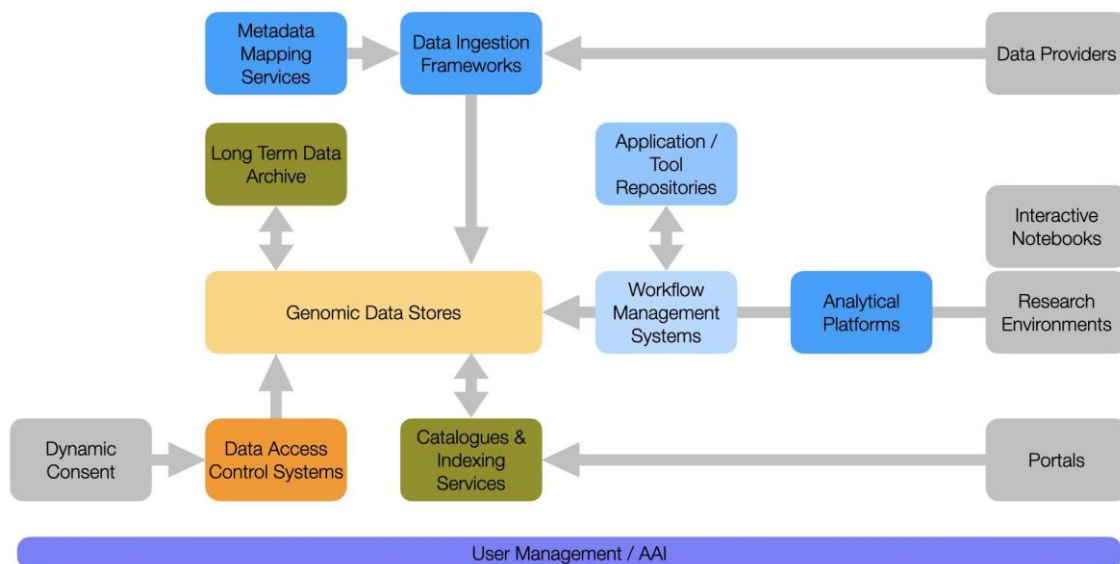 Metadata
Mapping
Services
Data Ingestion
Frameworks
Data Providers
Long Term Data
Archive
Application /
Tool
Repositories
Interactive
Notebooks
Genomic Data Stores
Workflow
Management
Systems
Analytical
Platforms
Research
Environments
Dynamic
Consent
Data Access
Control Systems
Catalogues &
Indexing
Services
Portals
User Management / AAI